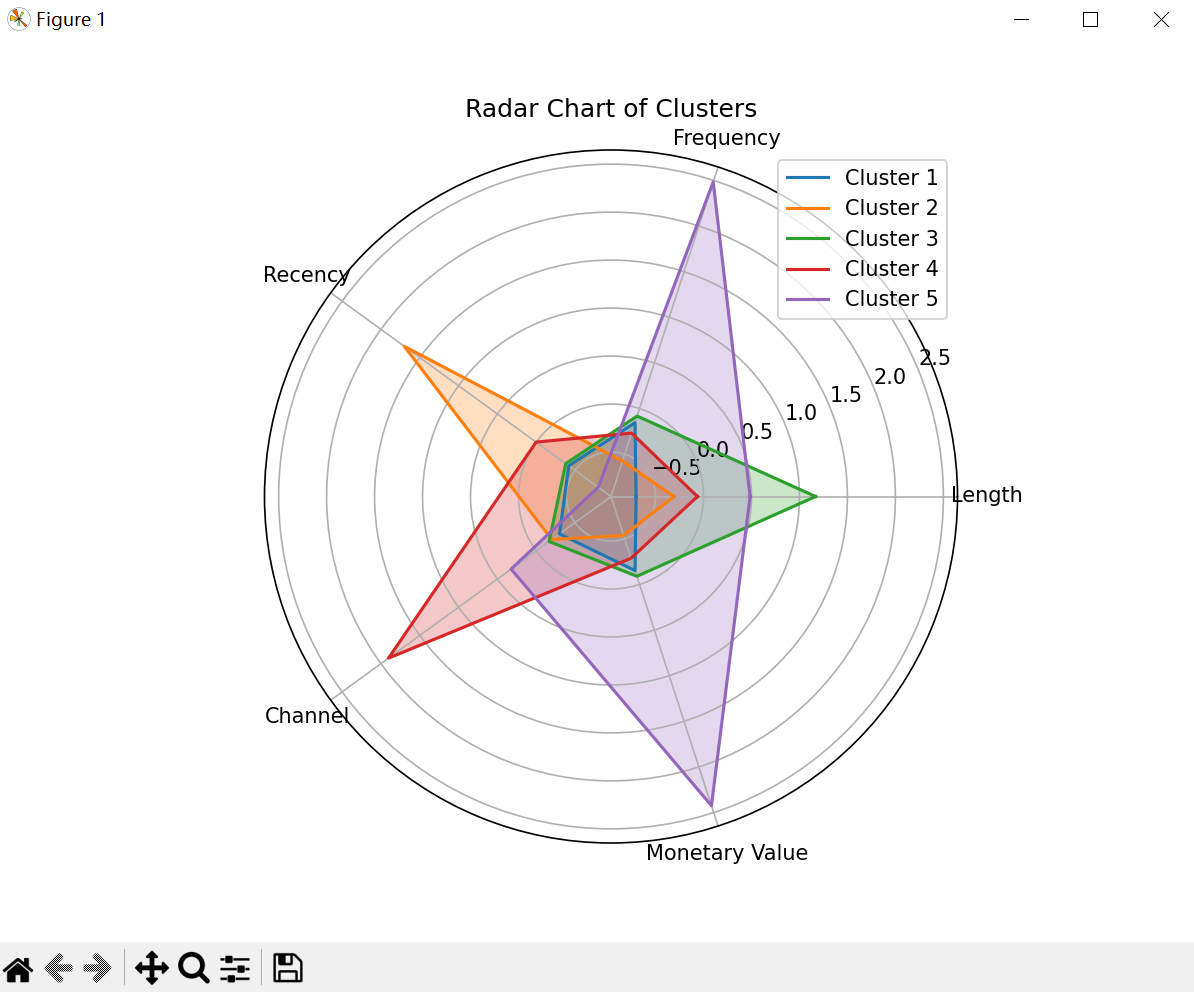 Figure 1
Radar Chart of Clusters
Frequency
Cluster 1
Cluster 2
Cluster 3
Cluster 4
Cluster 5
Recency
2.5
2.0
1.5
1.0
0.5
0.0
−0.5
Length
Channel
Monetary Value